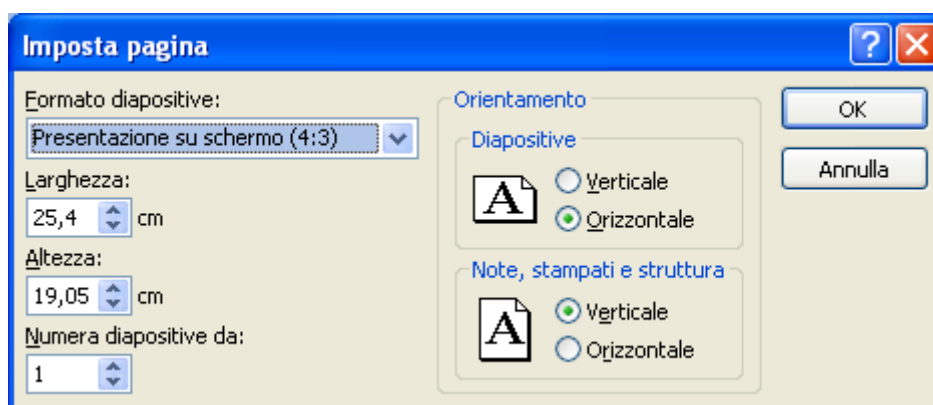 Imposta pagina
Formato diapositive:
Presentazione su schermo (4:3)
Larghezza:
25,4 cm
Altezza:
19,05 cm
Numera diapositive da:
1
Orientamento
Diapositive
A
Verticale
Orizzontale
Note, stampati e struttura
A
Verticale
Orizzontale
?
OK
Annulla